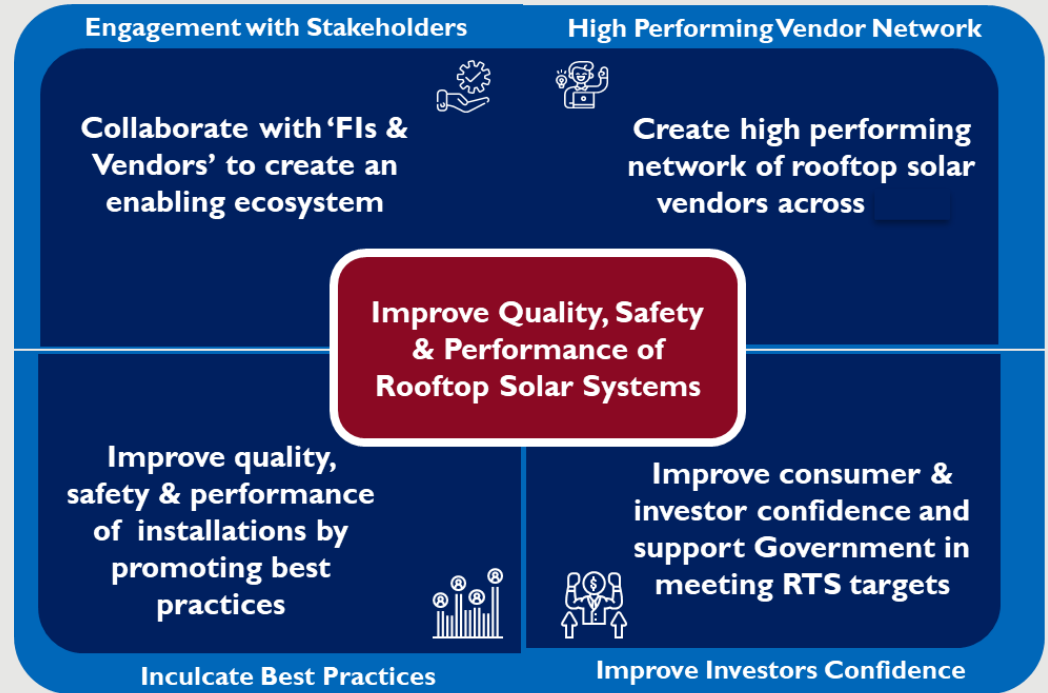 Engagement with Stakeholders
High Performing Vendor Network
Collaborate with ‘FIs &
Vendors’ to create an
enabling ecosystem
Create high performing
network of rooftop solar
vendors across
Improve Quality, Safety
& Performance of
Rooftop Solar Systems
Improve quality,
safety & performance
of installations by
promoting best
practices
Improve consumer &
investor confidence and
support Government in
meeting RTS targets
Inculcate Best Practices
Improve Investors Confidence